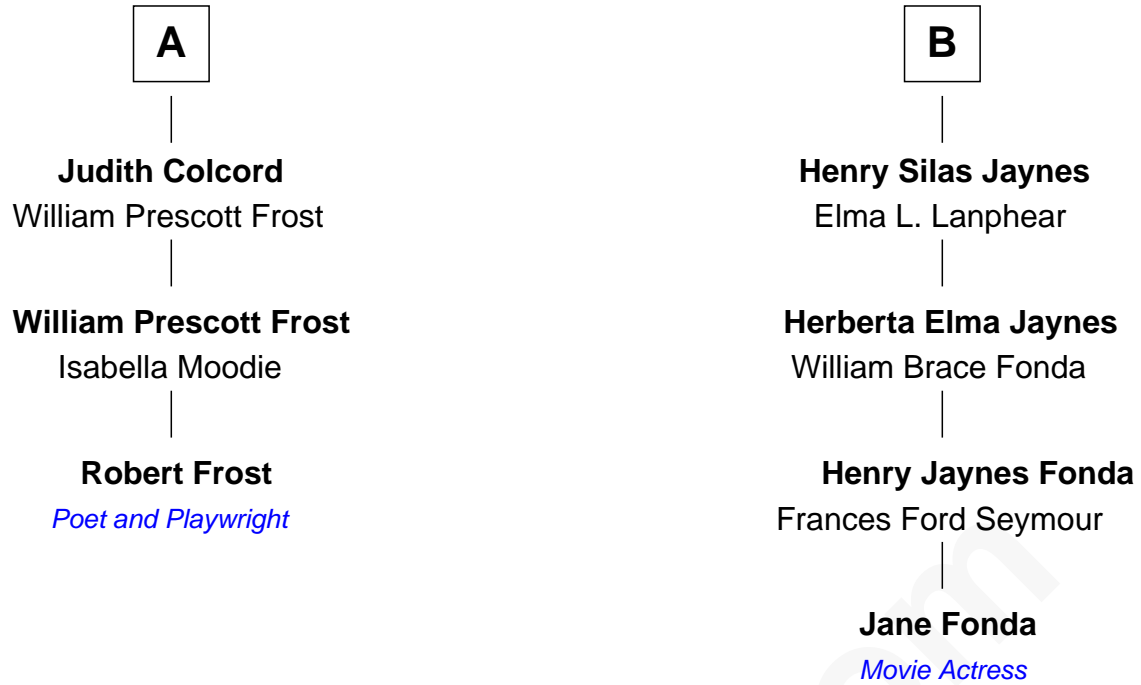 A
Judith Colcord
William Prescott Frost
William Prescott Frost
Isabella Moodie
Robert Frost
Poet and Playwright
B
Henry Silas Jaynes
Elma L. Lanphear
Herberta Elma Jaynes
William Brace Fonda
Henry Jaynes Fonda
Frances Ford Seymour
Jane Fonda
Movie Actress